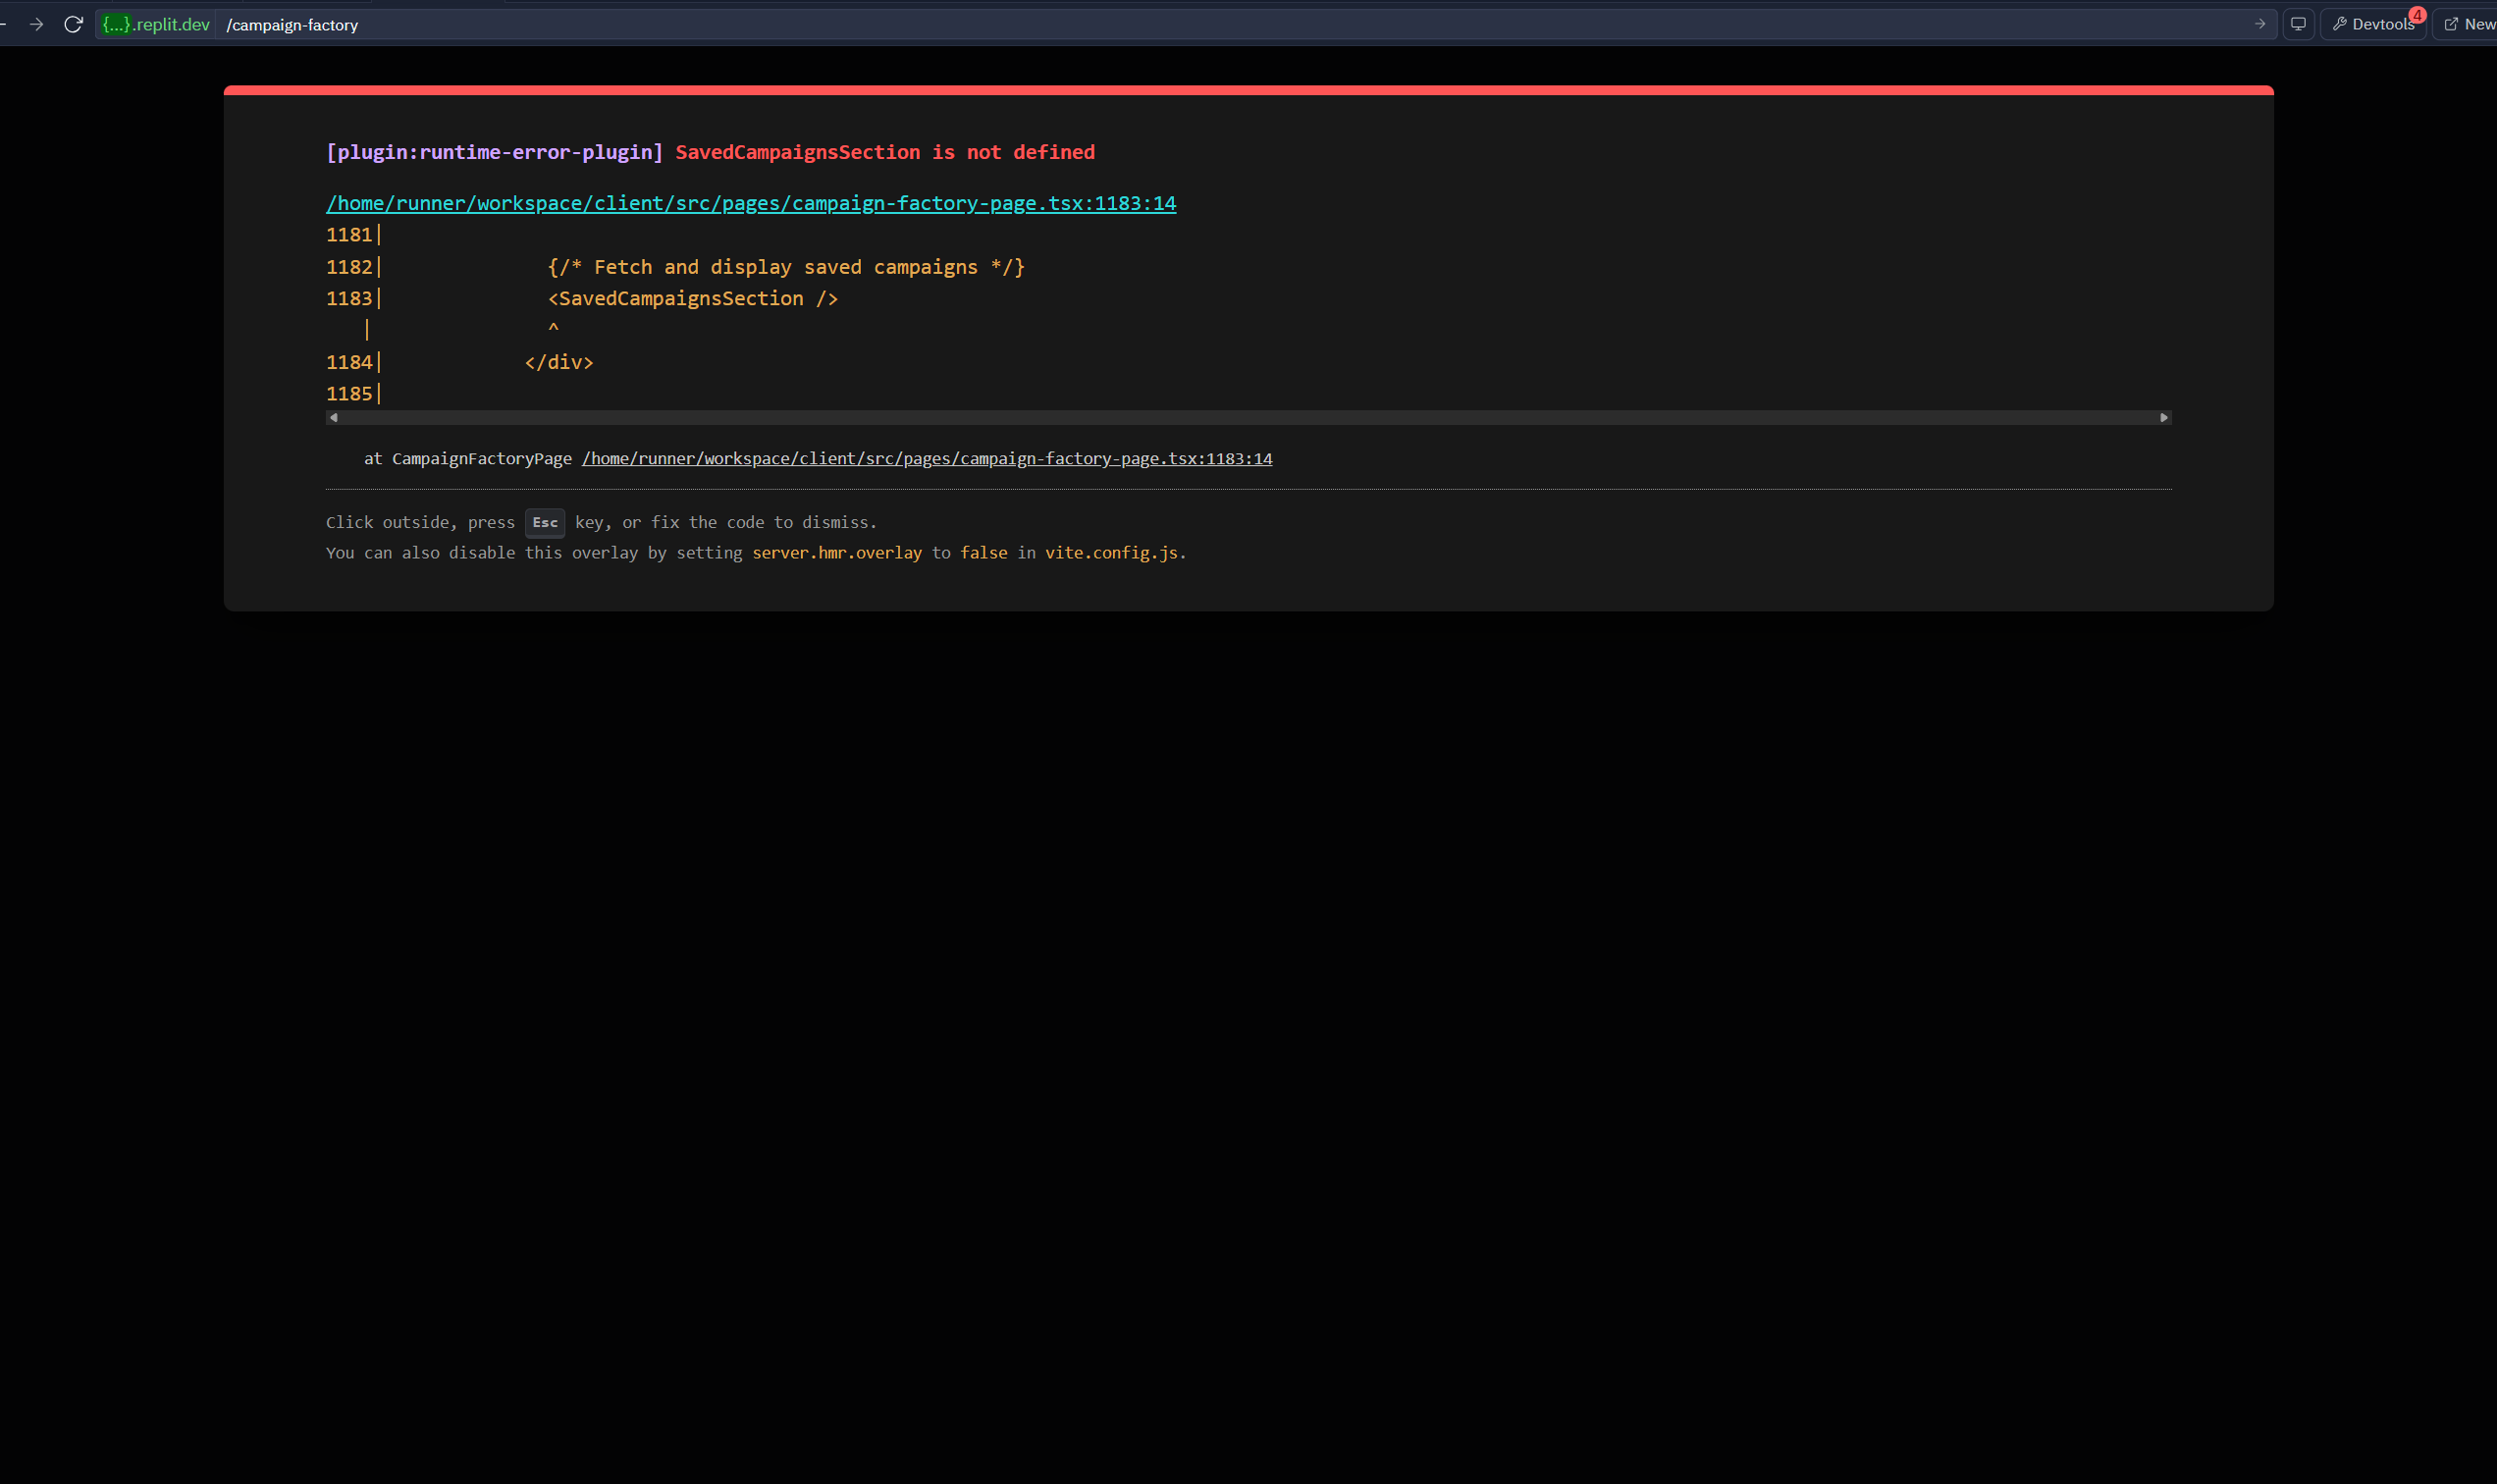 {...}.replit.dev /campaign-factory Devtools 4 New
[plugin:runtime-error-plugin] SavedCampaignsSection is not defined
/home/runner/workspace/client/src/pages/campaign-factory-page.tsx:1183:14
1181|
1182|               {/* Fetch and display saved campaigns */}
1183|               <SavedCampaignsSection />
   |               ^
1184|             </div>
1185|
at CampaignFactoryPage /home/runner/workspace/client/src/pages/campaign-factory-page.tsx:1183:14
Click outside, press Esc key, or fix the code to dismiss.
You can also disable this overlay by setting server.hmr.overlay to false in vite.config.js.